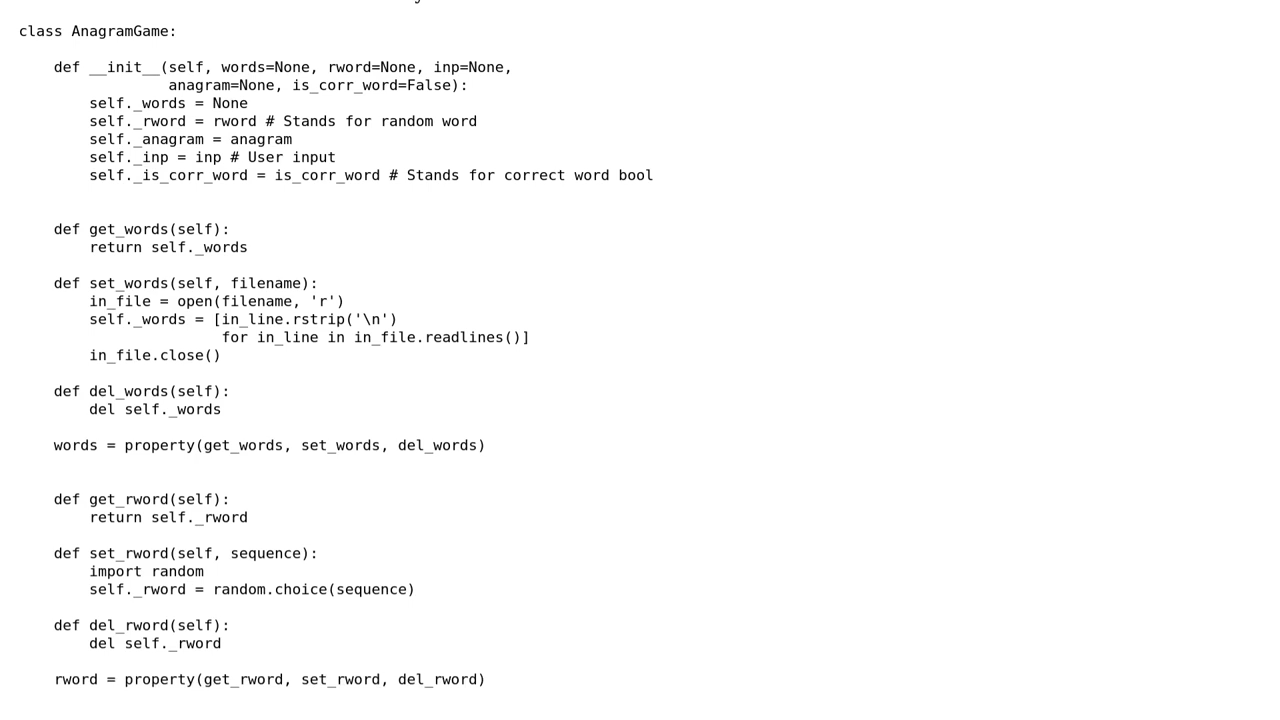 class AnagramGame:
def __init__(self, words=None, rword=None, inp=None,
anagram=None, is_corr_word=False):
self._words = None
self._rword = rword # Stands for random word
self._anagram = anagram
self._inp = inp # User input
self._is_corr_word = is_corr_word # Stands for correct word bool
def get_words(self):
return self._words
def set_words(self, filename):
in_file = open(filename, 'r')
self._words = [in_line.rstrip('\n')
for in_line in in_file.readlines()]
in_file.close()
def del_words(self):
del self._words
words = property(get_words, set_words, del_words)
def get_rword(self):
return self._rword
def set_rword(self, sequence):
import random
self._rword = random.choice(sequence)
def del_rword(self):
del self._rword
rword = property(get_rword, set_rword, del_rword)